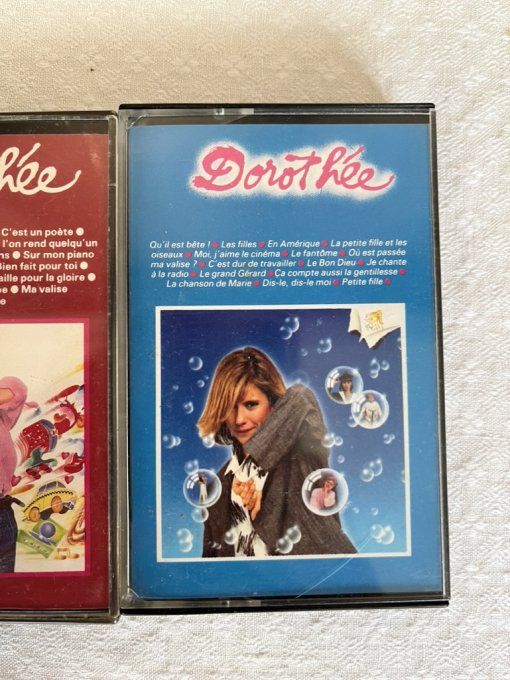 hée
C'est un poète ●
l'on rend quelqu'un
ns ● Sur mon piano
Bien fait pour toi ●
aille pour la gloire ●
ée ● Ma valise
e
Dorothée
Qu'il est bête ! ● Les filles ● En Amérique ● La petite fille et les
oiseaux ● Moi, j'aime le cinéma ● Le fantôme ● Où est passée
ma valise ? ● C'est dur de travailler ● Le Bon Dieu ● Je chante
à la radio ● Le grand Gérard ● Ça compte aussi la gentillesse ●
La chanson de Marie ● Dis-le, dis-le moi ● Petite fille ●